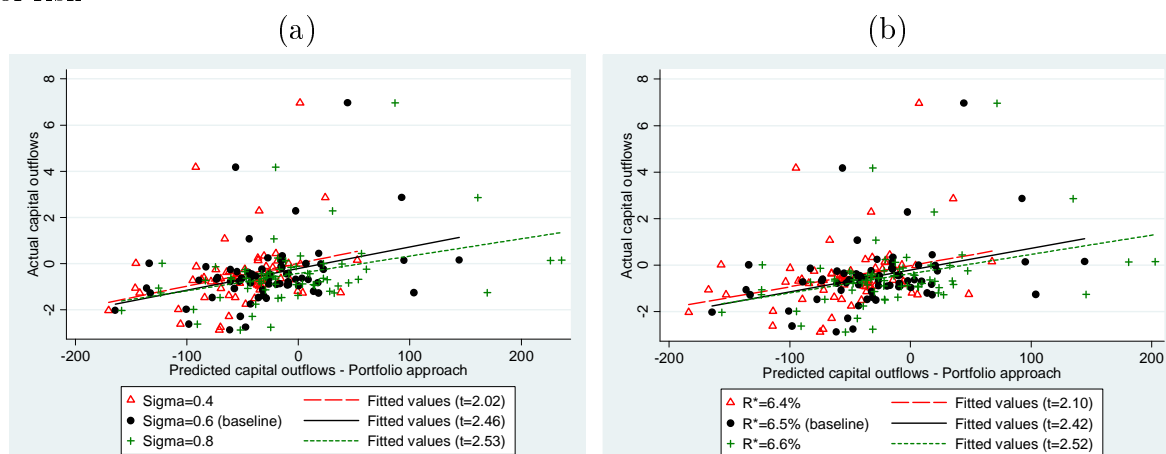 (a) (b)
Actual capital outflows
8
6
4
2
0
-2
-200 -100 0 100 200
Predicted capital outflows - Portfolio approach
Sigma=0.4 Fitted values (t=2.02)
Sigma=0.6 (baseline) Fitted values (t=2.46)
Sigma=0.8 Fitted values (t=2.53)
Actual capital outflows
8
6
4
2
0
-2
-200 -100 0 100 200
Predicted capital outflows - Portfolio approach
R*=6.4% Fitted values (t=2.10)
R*=6.5% (baseline) Fitted values (t=2.42)
R*=6.6% Fitted values (t=2.52)